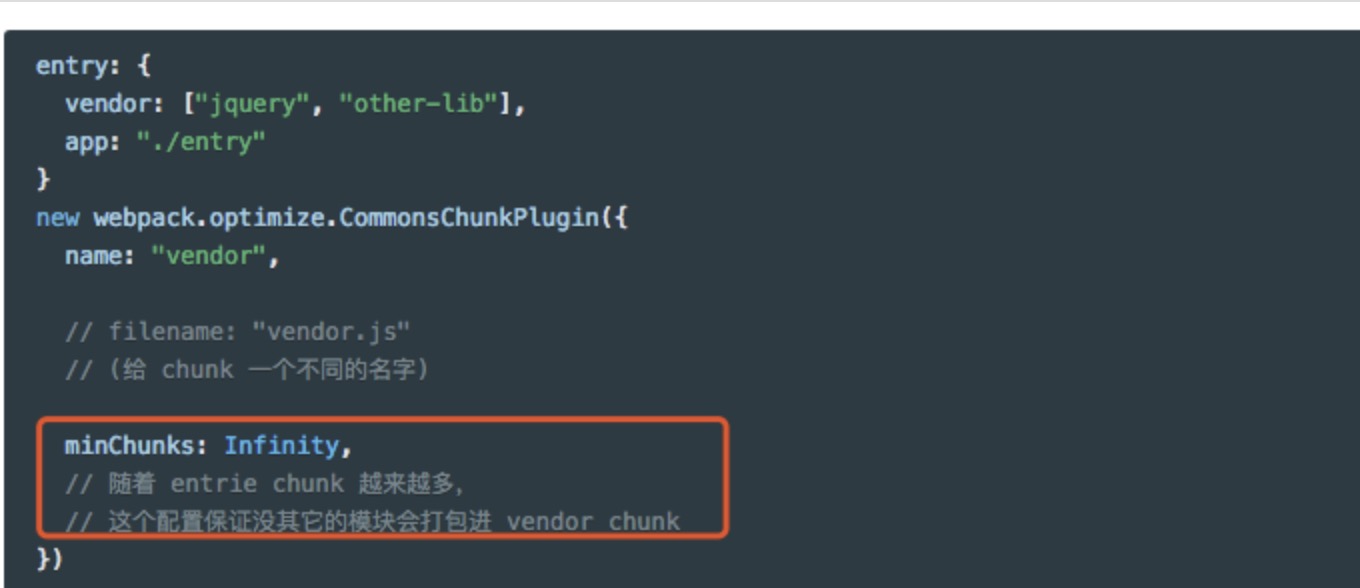 entry: {
  vendor: ["jquery", "other-lib"],
  app: "./entry"
}
new webpack.optimize.CommonsChunkPlugin({
  name: "vendor",
  // filename: "vendor.js"
  // (给 chunk 一个不同的名字)
  minChunks: Infinity,
  // 随着 entrie chunk 越来越多，
  // 这个配置保证没其它的模块会打包进 vendor chunk
})